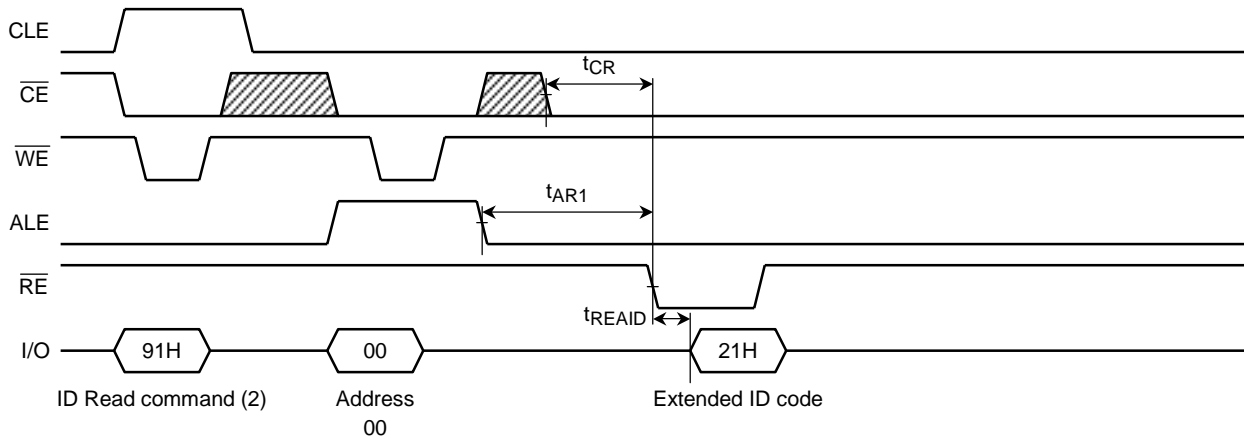 CLE
tCR
CE
WE
tAR1
ALE
RE
tREAID
I/O 91H 00 21H
ID Read command (2) Address Extended ID code
00